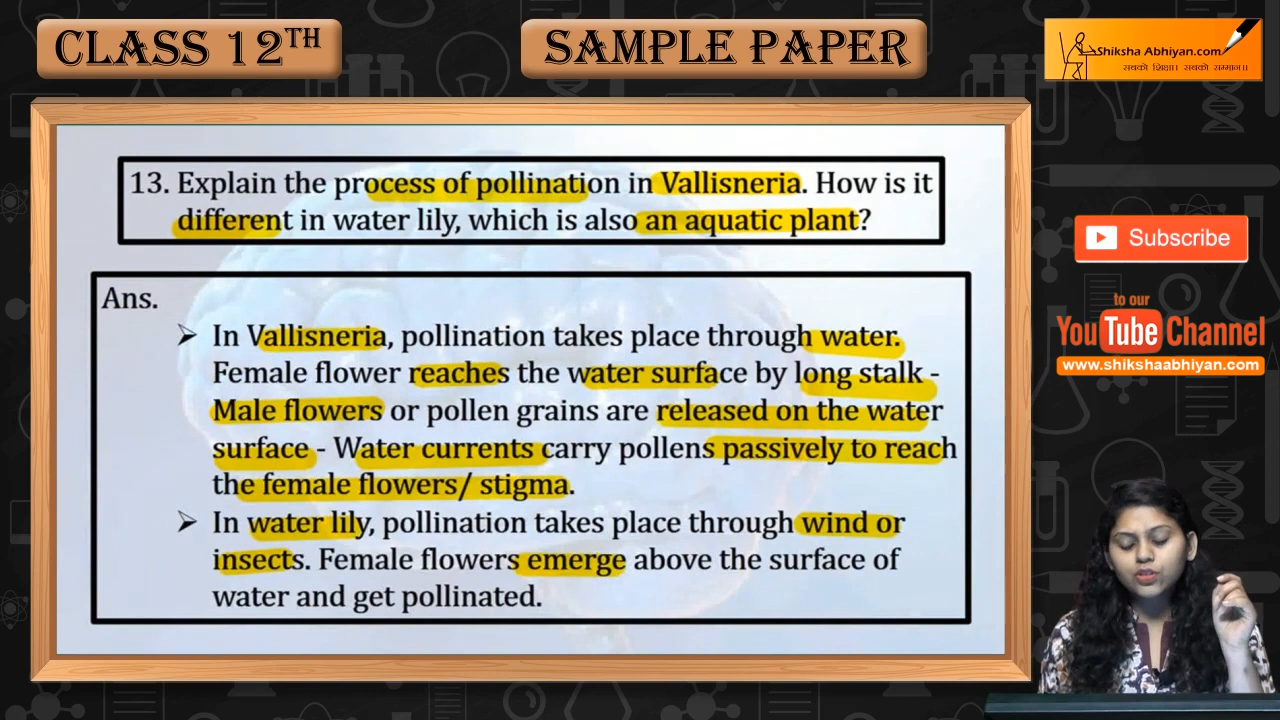 CLASS 12TH
SAMPLE PAPER
Shiksha Abhiyan.com
सबको शिक्षा। सबको सम्मान॥
13. Explain the process of pollination in Vallisneria. How is it
different in water lily, which is also an aquatic plant?
Ans.
➢ In Vallisneria, pollination takes place through water.
Female flower reaches the water surface by long stalk -
Male flowers or pollen grains are released on the water
surface - Water currents carry pollens passively to reach
the female flowers/ stigma.
➢ In water lily, pollination takes place through wind or
insects. Female flowers emerge above the surface of
water and get pollinated.
Subscribe
to our
YouTube Channel
www.shikshaabhiyan.com